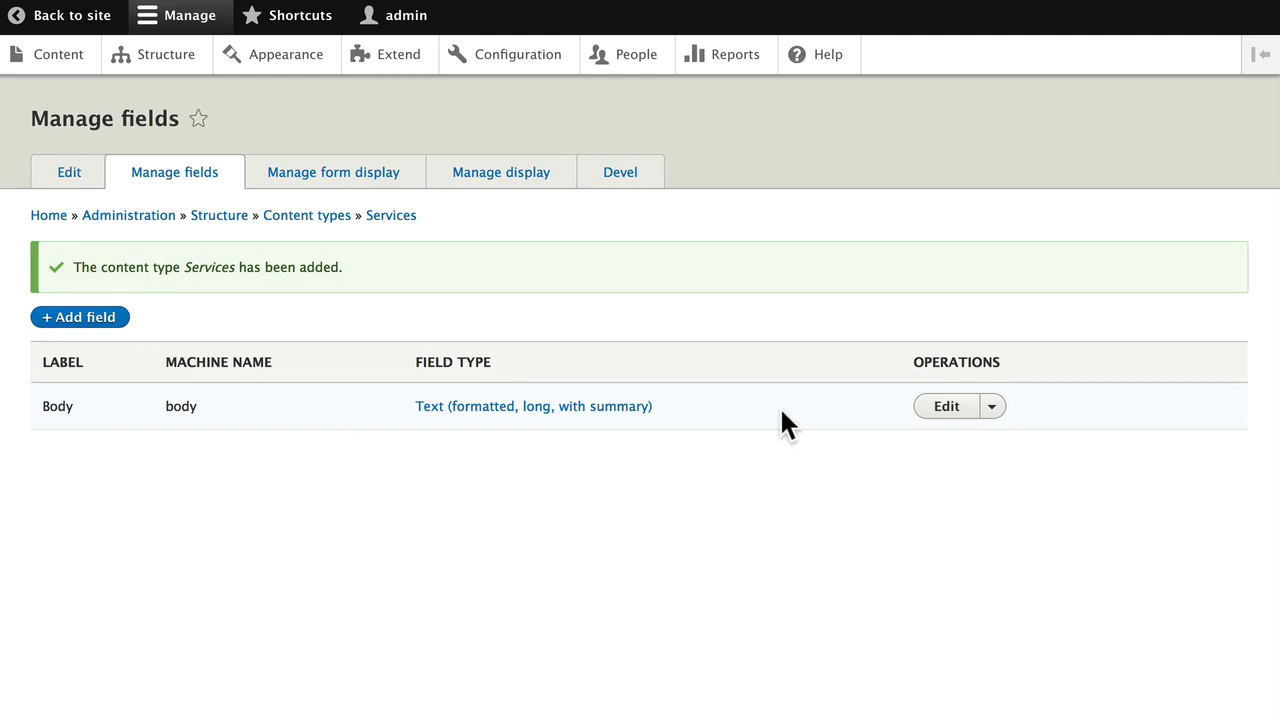 Back to site Manage Shortcuts admin
Content Structure Appearance Extend Configuration People Reports Help
Manage fields
Edit Manage fields Manage form display Manage display Devel
Home » Administration » Structure » Content types » Services
The content type Services has been added.
+ Add field
LABEL MACHINE NAME FIELD TYPE OPERATIONS
Body body Text (formatted, long, with summary) Edit